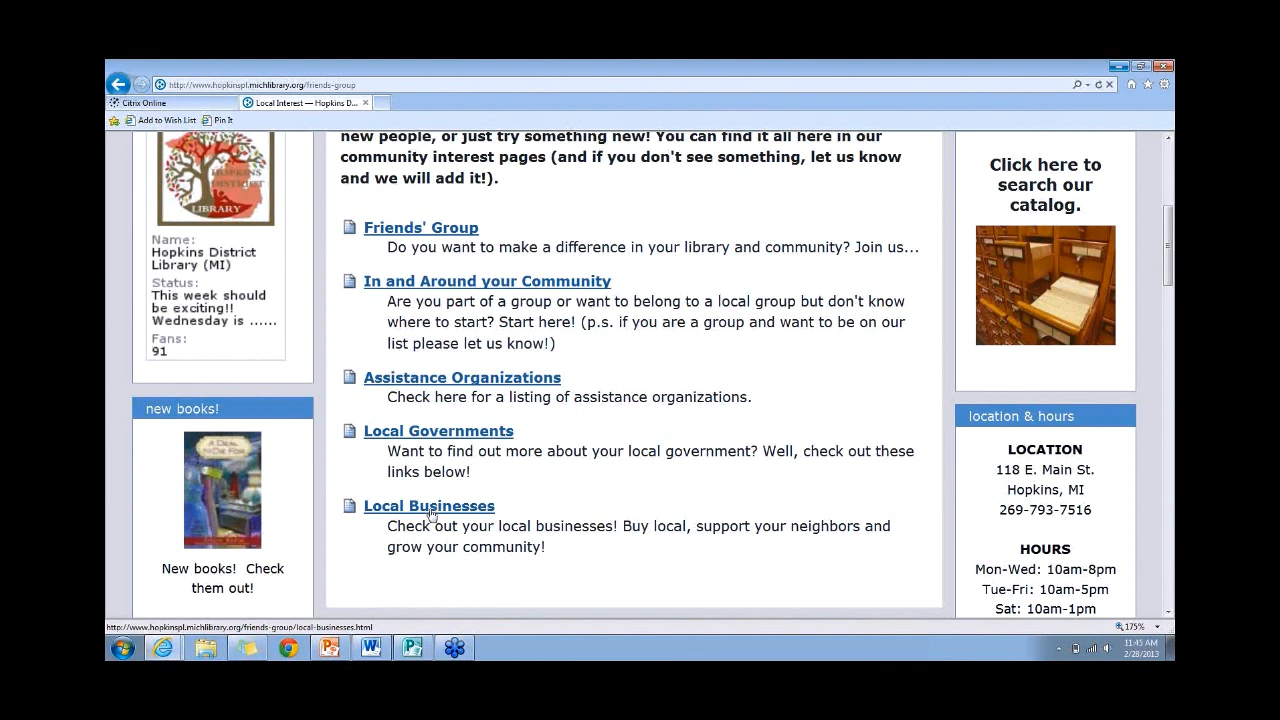 http://www.hopkinspl.michlibrary.org/friends-group
Citrix Online
Local Interest — Hopkins D...
Add to Wish List
Pin It
HOPKINS
DISTRICT
LIBRARY
Name:
Hopkins District
Library (MI)
Status:
This week should
be exciting!!
Wednesday is ......
Fans:
91
new books!
A DEAL
TO DIE FOR
New books! Check
them out!
new people, or just try something new! You can find it all here in our
community interest pages (and if you don't see something, let us know
and we will add it!).
Friends' Group
Do you want to make a difference in your library and community? Join us...
In and Around your Community
Are you part of a group or want to belong to a local group but don't know
where to start? Start here! (p.s. if you are a group and want to be on our
list please let us know!)
Assistance Organizations
Check here for a listing of assistance organizations.
Local Governments
Want to find out more about your local government? Well, check out these
links below!
Local Businesses
Check out your local businesses! Buy local, support your neighbors and
grow your community!
Click here to
search our
catalog.
location & hours
LOCATION
118 E. Main St.
Hopkins, MI
269-793-7516
HOURS
Mon-Wed: 10am-8pm
Tue-Fri: 10am-5pm
Sat: 10am-1pm
http://www.hopkinspl.michlibrary.org/friends-group/local-businesses.html
175%
11:45 AM
2/28/2013